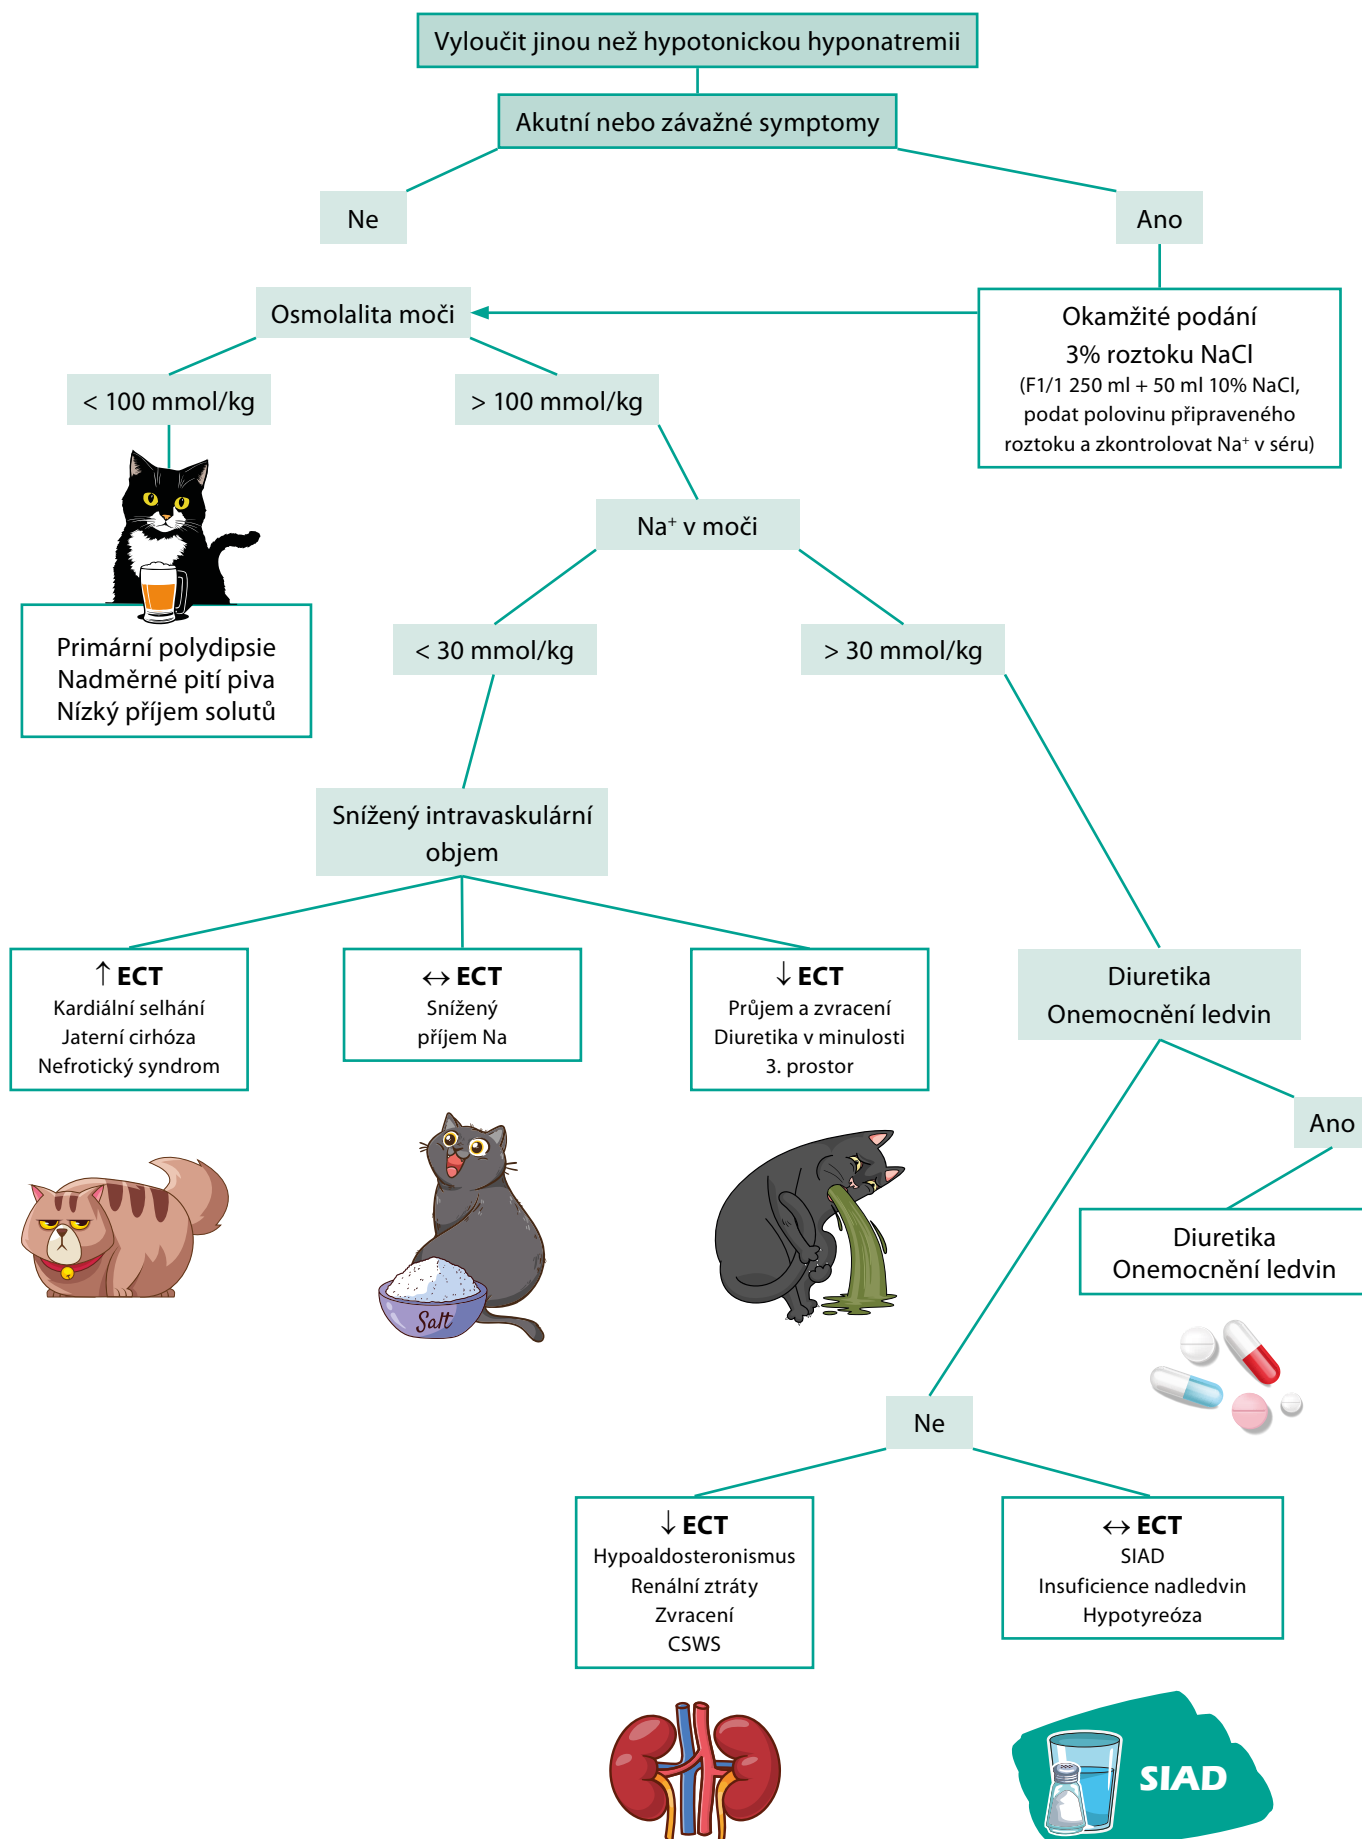 Vyloučit jinou než hypotonickou hyponatremii
Akutní nebo závažné symptomy
Ne
Ano
Osmolalita moči
Okamžité podání
3% roztoku NaCl
(F1/1 250 ml + 50 ml 10% NaCl,
podat polovinu připraveného
roztoku a zkontrolovat Na⁺ v séru)
< 100 mmol/kg
> 100 mmol/kg
Na⁺ v moči
Primární polydipsie
Nadměrné pití piva
Nízký příjem solutů
< 30 mmol/kg
> 30 mmol/kg
Snížený intravaskulární
objem
↑ ECT
Kardiální selhání
Jaterní cirhóza
Nefrotický syndrom
↔ ECT
Snížený
příjem Na
↓ ECT
Průjem a zvracení
Diuretika v minulosti
3. prostor
Diuretika
Onemocnění ledvin
Ano
Diuretika
Onemocnění ledvin
Salt
Ne
↓ ECT
Hypoaldosteronismus
Renální ztráty
Zvracení
CSWS
↔ ECT
SIAD
Insuficience nadledvin
Hypotyreóza
SIAD